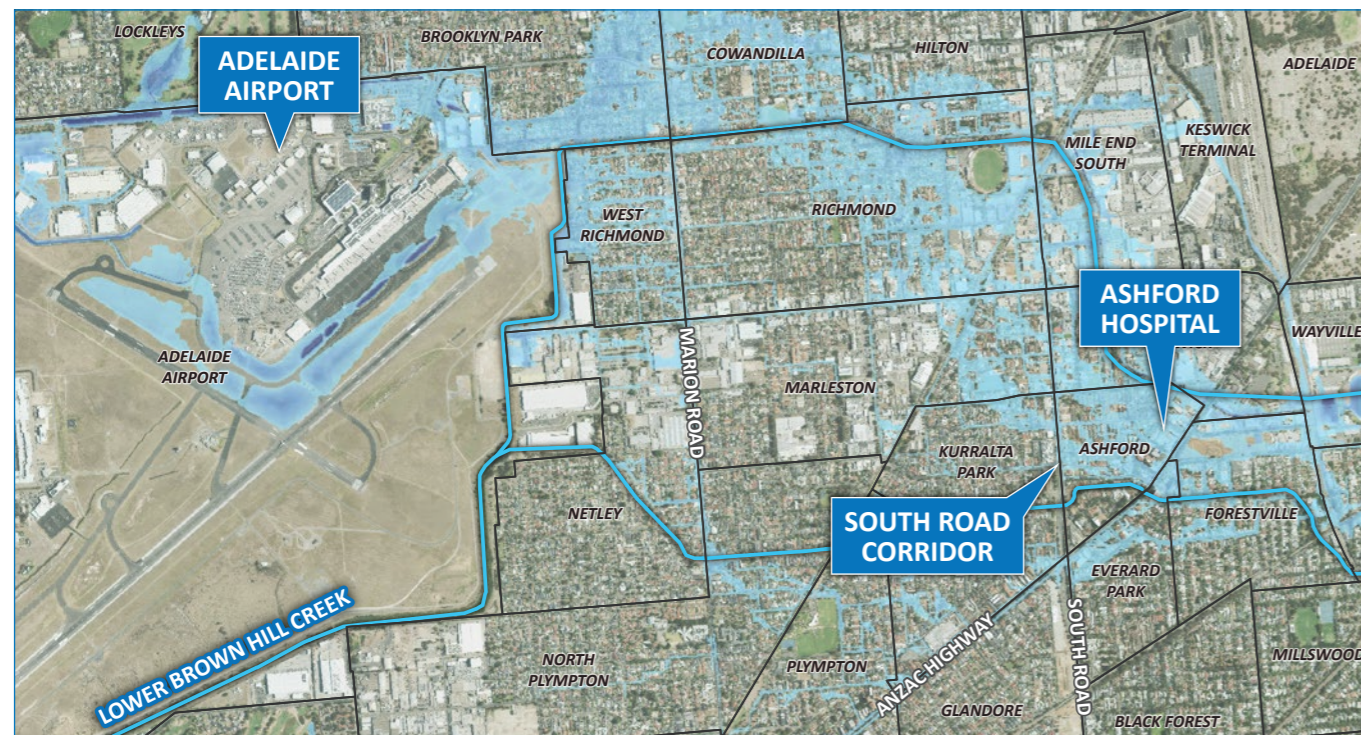 LOCKLEYS
BROOKLYN PARK
COWANDILLA
HILTON
ADELAIDE
ADELAIDE
AIRPORT
MILE END
SOUTH
KESWICK
TERMINAL
WEST
RICHMOND
RICHMOND
ASHFORD
HOSPITAL
WAYVILLE
ADELAIDE
AIRPORT
MARION ROAD
MARLESTON
KURRALTA
PARK
ASHFORD
SOUTH ROAD
CORRIDOR
NETLEY
FORESTVILLE
EVERARD
PARK
LOWER BROWN HILL CREEK
SOUTH ROAD
ANZAC HIGHWAY
NORTH
PLYMPTON
PLYMPTON
MILLSWOOD
GLANDORE
BLACK FOREST